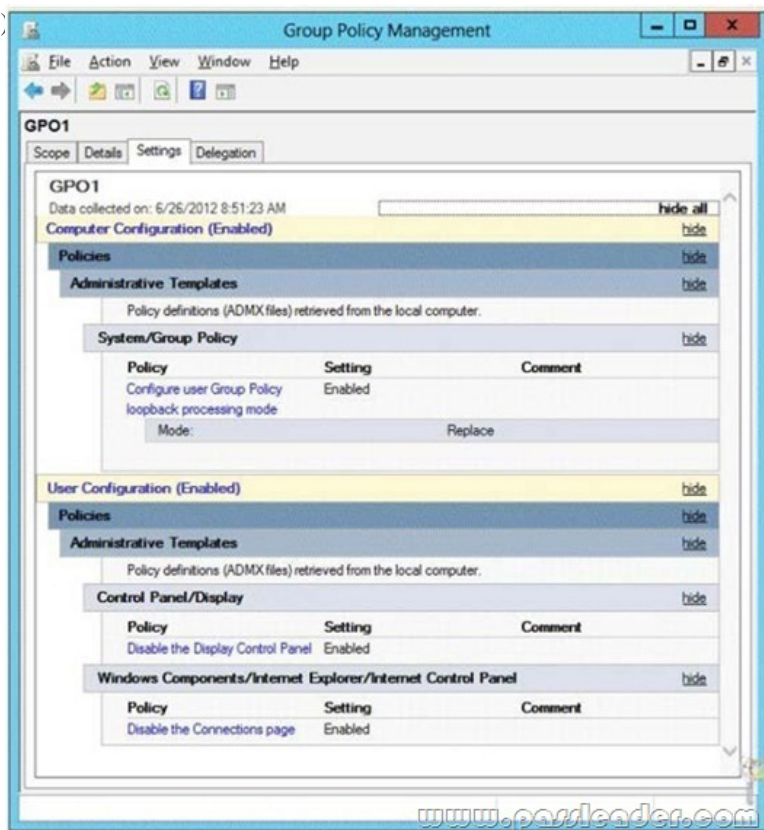 Group Policy Management
File Action View Window Help
GPO1
Scope Details Settings Delegation
GPO1
Data collected on: 6/26/2012 8:51:23 AM hide all
Computer Configuration (Enabled) hide
Policies hide
Administrative Templates hide
Policy definitions (ADMX files) retrieved from the local computer.
System/Group Policy hide
Policy Setting Comment
Configure user Group Policy Enabled
loopback processing mode
Mode: Replace
User Configuration (Enabled) hide
Policies hide
Administrative Templates hide
Policy definitions (ADMX files) retrieved from the local computer.
Control Panel/Display hide
Policy Setting Comment
Disable the Display Control Panel Enabled
Windows Components/Internet Explorer/Internet Control Panel hide
Policy Setting Comment
Disable the Connections page Enabled
www.passleader.com